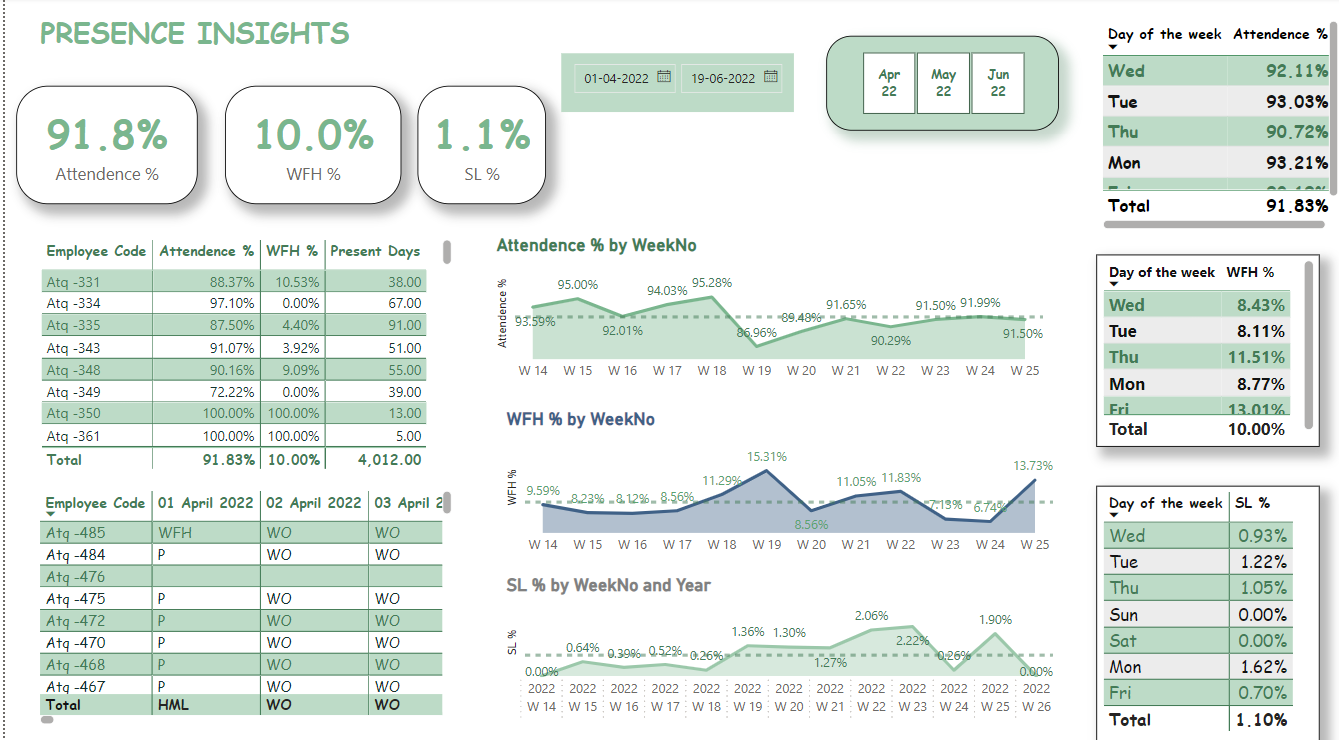 PRESENCE INSIGHTS
01-04-2022 19-06-2022
Apr 22
May 22
Jun 22
91.8%
Attendence %
10.0%
WFH %
1.1%
SL %
Day of the week Attendence %
Wed 92.11%
Tue 93.03%
Thu 90.72%
Mon 93.21%
Total 91.83%
Employee Code Attendence % WFH % Present Days
Atq -331 88.37% 10.53% 38.00
Atq -334 97.10% 0.00% 67.00
Atq -335 87.50% 4.40% 91.00
Atq -343 91.07% 3.92% 51.00
Atq -348 90.16% 9.09% 55.00
Atq -349 72.22% 0.00% 39.00
Atq -350 100.00% 100.00% 13.00
Atq -361 100.00% 100.00% 5.00
Total 91.83% 10.00% 4,012.00
Attendence % by WeekNo
Attendence %
93.59% 95.00% 92.01% 94.03% 95.28% 86.96% 89.48% 91.65% 90.29% 91.50% 91.99% 91.50%
W 14 W 15 W 16 W 17 W 18 W 19 W 20 W 21 W 22 W 23 W 24 W 25
Day of the week WFH %
Wed 8.43%
Tue 8.11%
Thu 11.51%
Mon 8.77%
Fri 13.01%
Total 10.00%
WFH % by WeekNo
WFH %
9.59% 8.23% 8.12% 8.56% 11.29% 15.31% 8.56% 11.05% 11.83% 7.13% 6.74% 13.73%
W 14 W 15 W 16 W 17 W 18 W 19 W 20 W 21 W 22 W 23 W 24 W 25
Employee Code 01 April 2022 02 April 2022 03 April 2
Atq -485 WFH WO WO
Atq -484 P WO WO
Atq -476
Atq -475 P WO WO
Atq -472 P WO WO
Atq -470 P WO WO
Atq -468 P WO WO
Atq -467 P WO WO
Total HML WO WO
SL % by WeekNo and Year
SL %
0.00% 0.64% 0.39% 0.52% 0.26% 1.36% 1.30% 1.27% 2.06% 2.22% 0.26% 1.90% 0.00%
2022 2022 2022 2022 2022 2022 2022 2022 2022 2022 2022 2022 2022
W 14 W 15 W 16 W 17 W 18 W 19 W 20 W 21 W 22 W 23 W 24 W 25 W 26
Day of the week SL %
Wed 0.93%
Tue 1.22%
Thu 1.05%
Sun 0.00%
Sat 0.00%
Mon 1.62%
Fri 0.70%
Total 1.10%